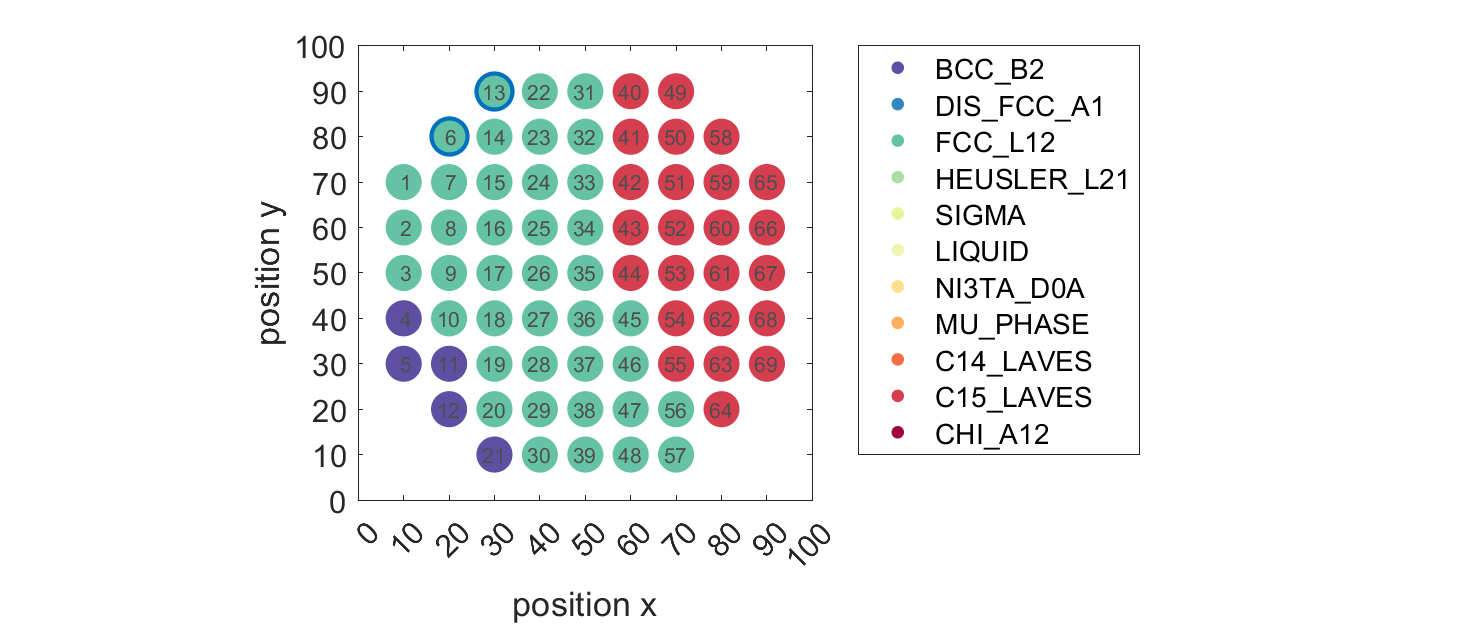 100
90
80
70
60
50
40
30
20
10
0
position y
13 22 31 40 49
6 14 23 32 41 50 58
1 7 15 24 33 42 51 59 65
2 8 16 25 34 43 52 60 66
3 9 17 26 35 44 53 61 67
4 10 18 27 36 45 54 62 68
5 11 19 28 37 46 55 63 69
12 20 29 38 47 56 64
21 30 39 48 57
0 10 20 30 40 50 60 70 80 90 100
position x
BCC_B2
DIS_FCC_A1
FCC_L12
HEUSLER_L21
SIGMA
LIQUID
NI3TA_D0A
MU_PHASE
C14_LAVES
C15_LAVES
CHI_A12